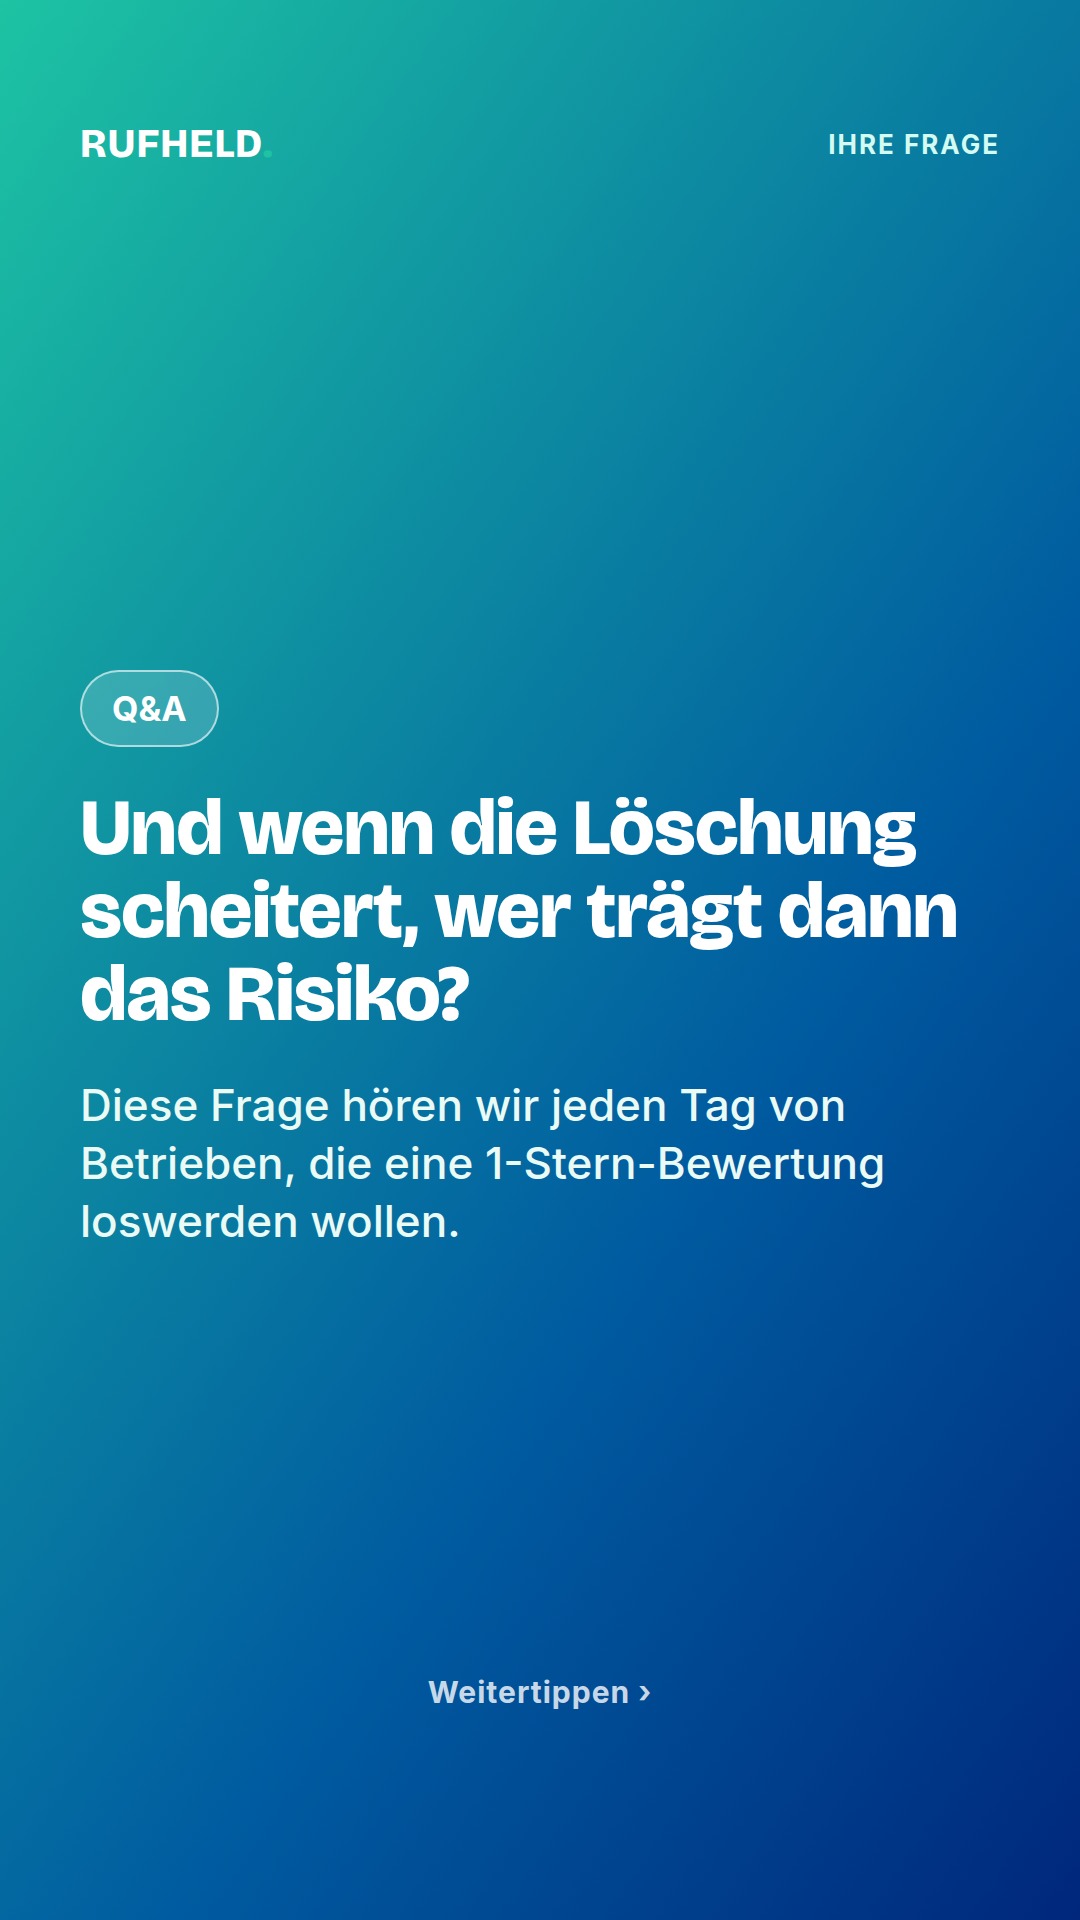 RUFHELD.
IHRE FRAGE
Q&A
Und wenn die Löschung
scheitert, wer trägt dann
das Risiko?
Diese Frage hören wir jeden Tag von
Betrieben, die eine 1-Stern-Bewertung
loswerden wollen.
Weitertippen ›